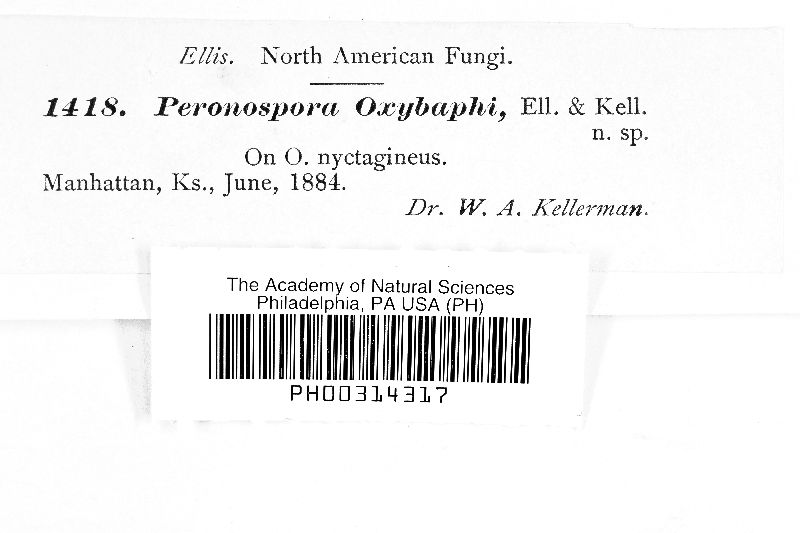 Ellis. North American Fungi.
1418. Peronospora Oxybaphi, Ell. & Kell.
n. sp.
On O. nyctagineus.
Manhattan, Ks., June, 1884.
Dr. W. A. Kellerman.
The Academy of Natural Sciences
Philadelphia, PA USA (PH)
PH00314317